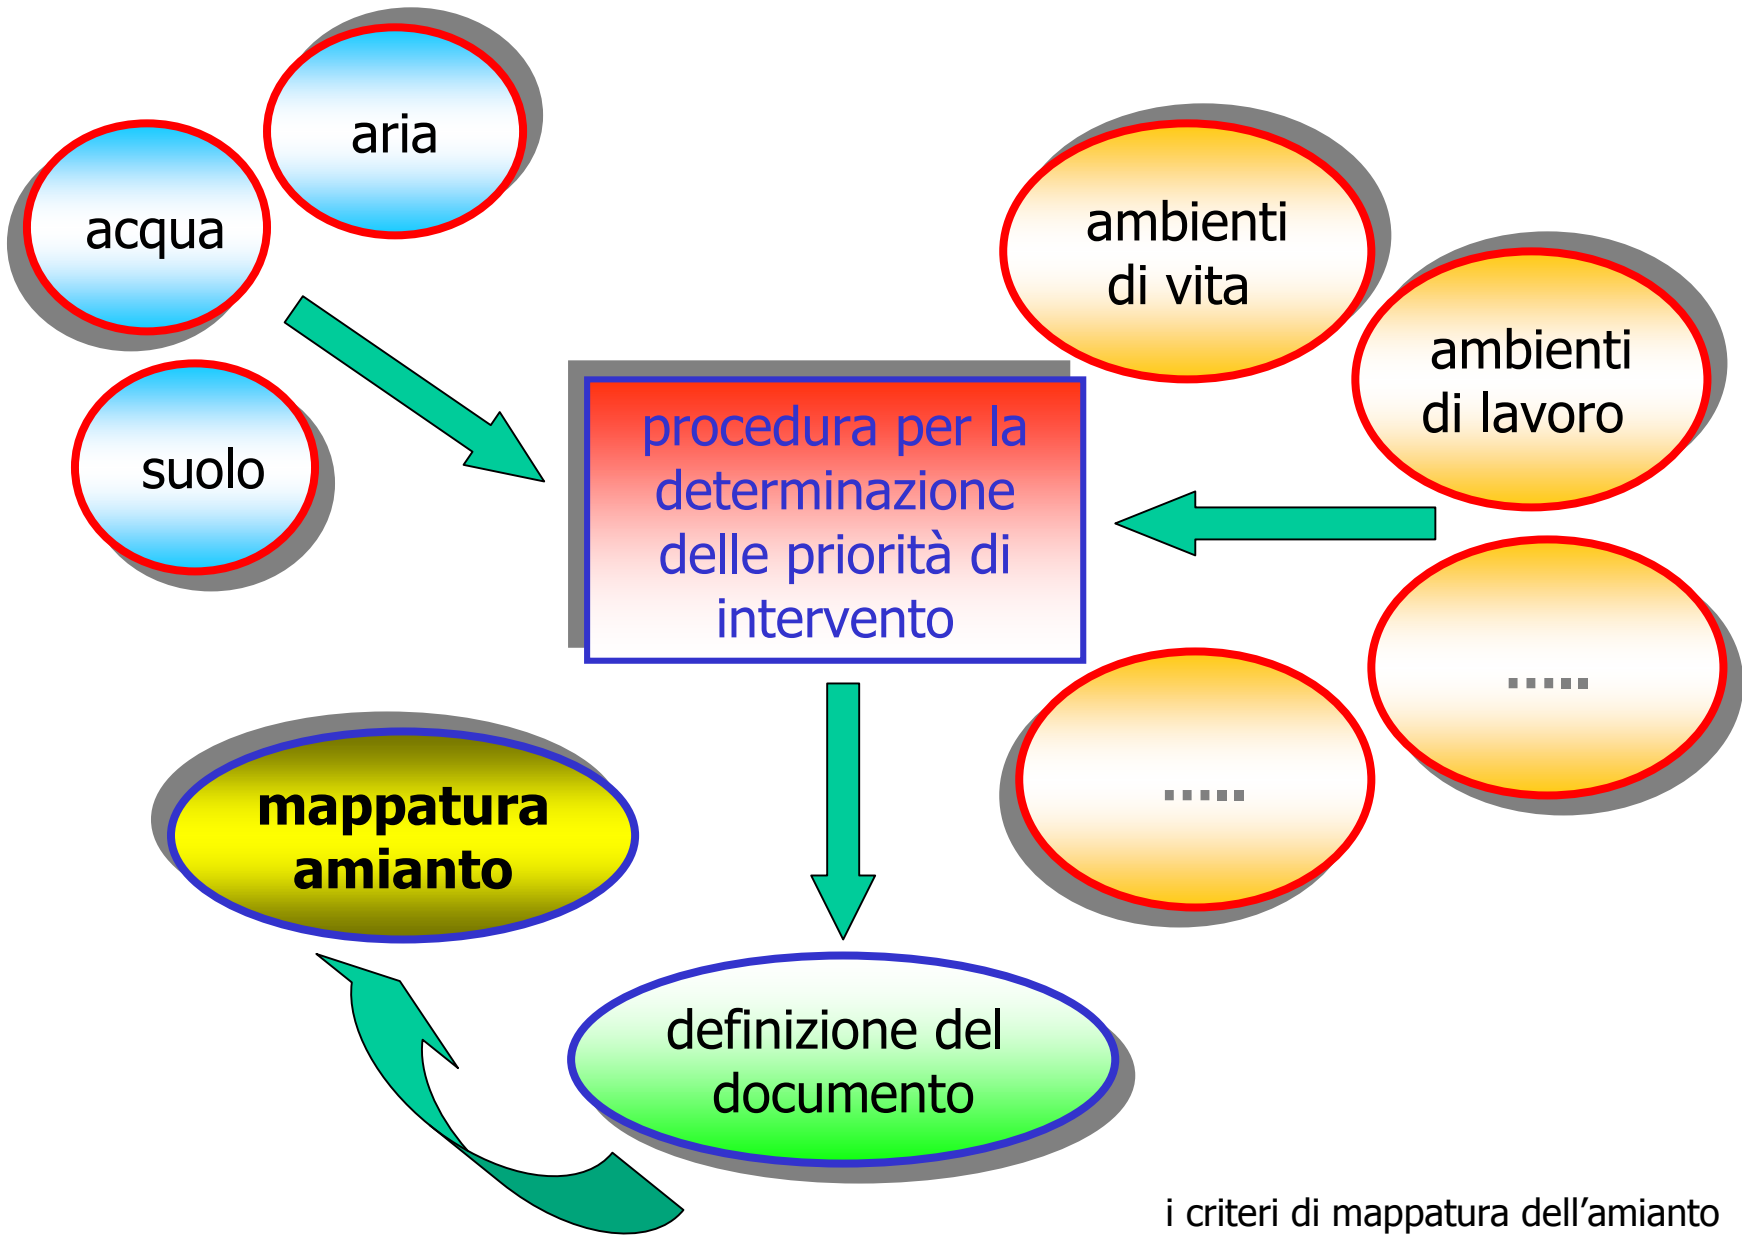 aria
acqua
suolo
ambienti
di vita
ambienti
di lavoro
procedura per la
determinazione
delle priorità di
intervento
.....
.....
mappatura
amianto
definizione del
documento
i criteri di mappatura dell’amianto